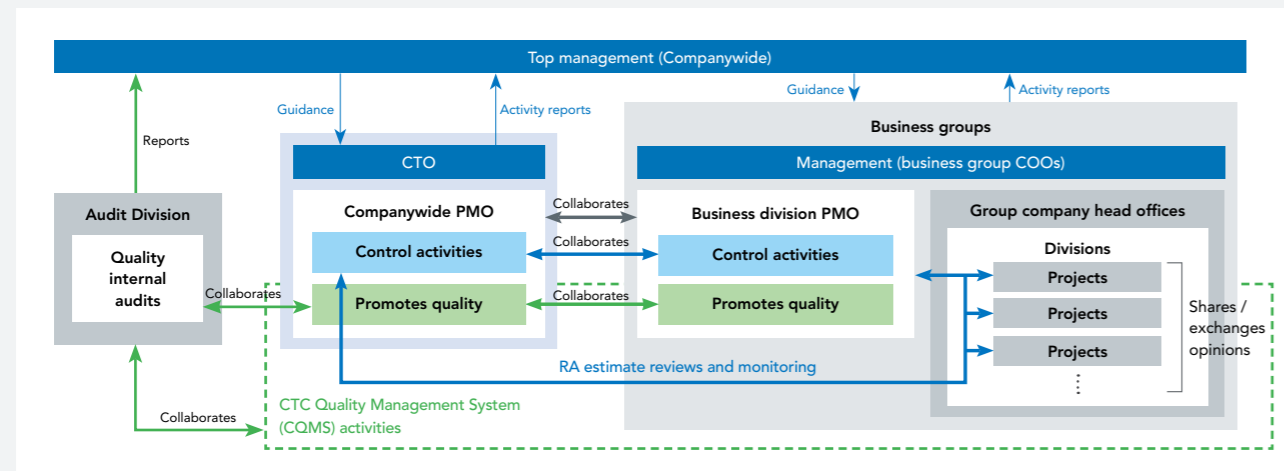 Top management (Companywide)
Guidance
Activity reports
Guidance
Activity reports
Reports
Business groups
CTO
Management (business group COOs)
Audit Division
Quality
internal
audits
Companywide PMO
Control activities
Promotes quality
Collaborates
Collaborates
Collaborates
Collaborates
Business division PMO
Control activities
Promotes quality
Group company head offices
Divisions
Projects
Projects
Projects
Shares /
exchanges
opinions
RA estimate reviews and monitoring
Collaborates
CTC Quality Management System
(CQMS) activities